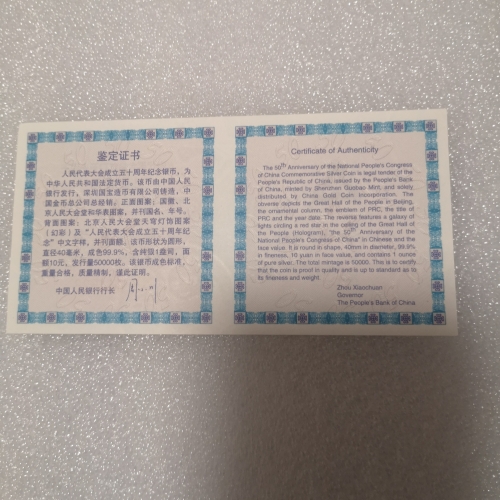 鉴定证书
人民代表大会成立五十周年纪念银币，为
中华人民共和国法定货币。该币由中国人民
银行发行，深圳国宝造币有限公司铸造，中
国金币总公司总经销。正面图案：国徽、北
京人民大会堂和华表图案，并刊国名、年号。
背面图案：北京人民大会堂天穹灯饰图案
（幻彩）及“人民代表大会成立五十周年纪
念”中文字样，并刊面额。该币形状为圆形，
直径40毫米，成色99.9%，含纯银1盎司，面
额10元，发行量50000枚。该银币成色标准，
重量合格，质量精制，谨此证明。
中国人民银行行长
Certificate of Authenticity
The 50th Anniversary of the National People's Congress
of China Commemorative Silver Coin is legal tender of the
People's Republic of China, issued by the People's Bank
of China, minted by Shenzhen Guobao Mint, and solely
distributed by China Gold Coin Incorporation. The
obverse depicts the Great Hall of the People in Beijing,
the ornamental column, the emblem of PRC, the title of
PRC and the year date. The reverse features a galaxy of
lights circling a red star in the ceiling of the Great Hall of
the People (Hologram), "the 50th Anniversary of the
National People's Congress of China" in Chinese and the
face value. It is round in shape, 40mm in diameter, 99.9%
in fineness, 10 yuan in face value, and contains 1 ounce
of pure silver. The total mintage is 50000. This is to certify
that the coin is proof in quality and is up to standard as to
its fineness and weight.
Zhou Xiaochuan
Governor
The People's Bank of China